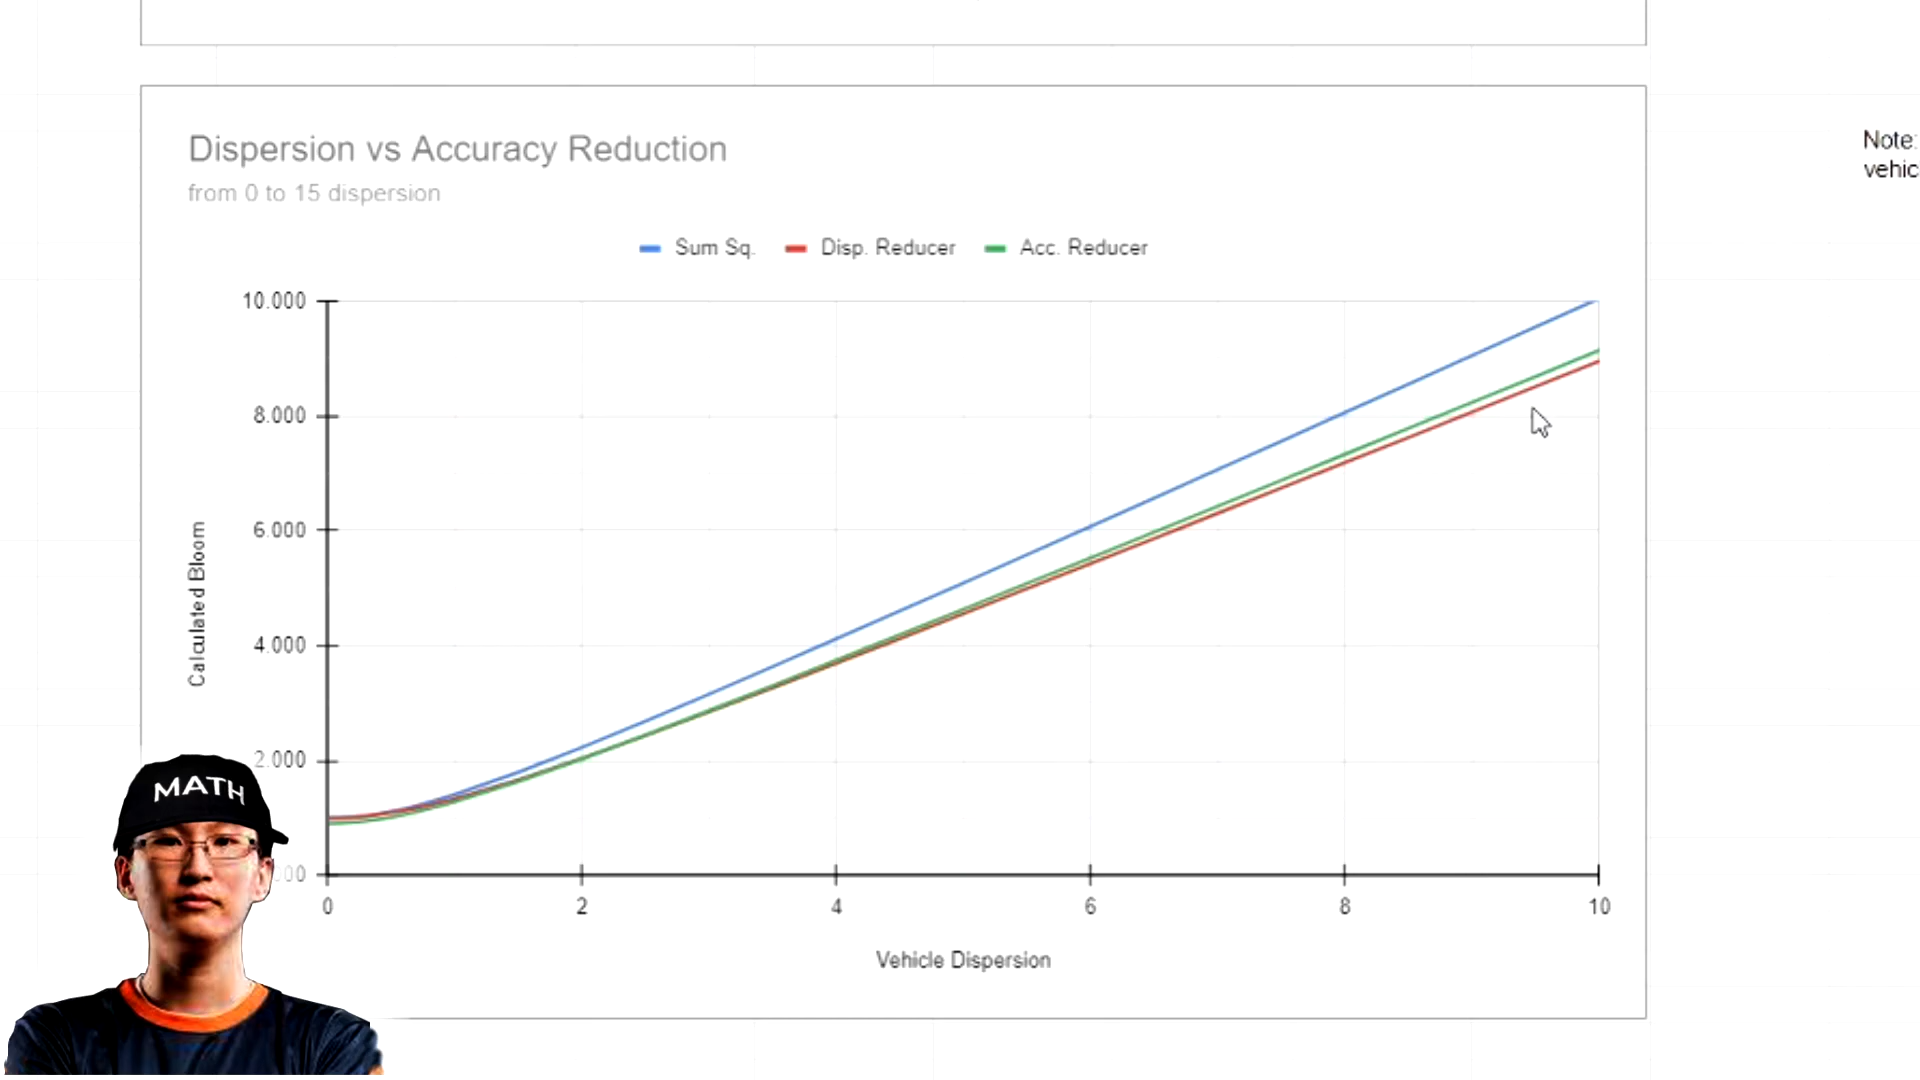 Dispersion vs Accuracy Reduction
from 0 to 15 dispersion
Note:
Sum Sq. Disp. Reducer Acc. Reducer
10.000
8.000
6.000
4.000
2.000
Calculated Bloom
0 2 4 6 8 10
Vehicle Dispersion
MATH